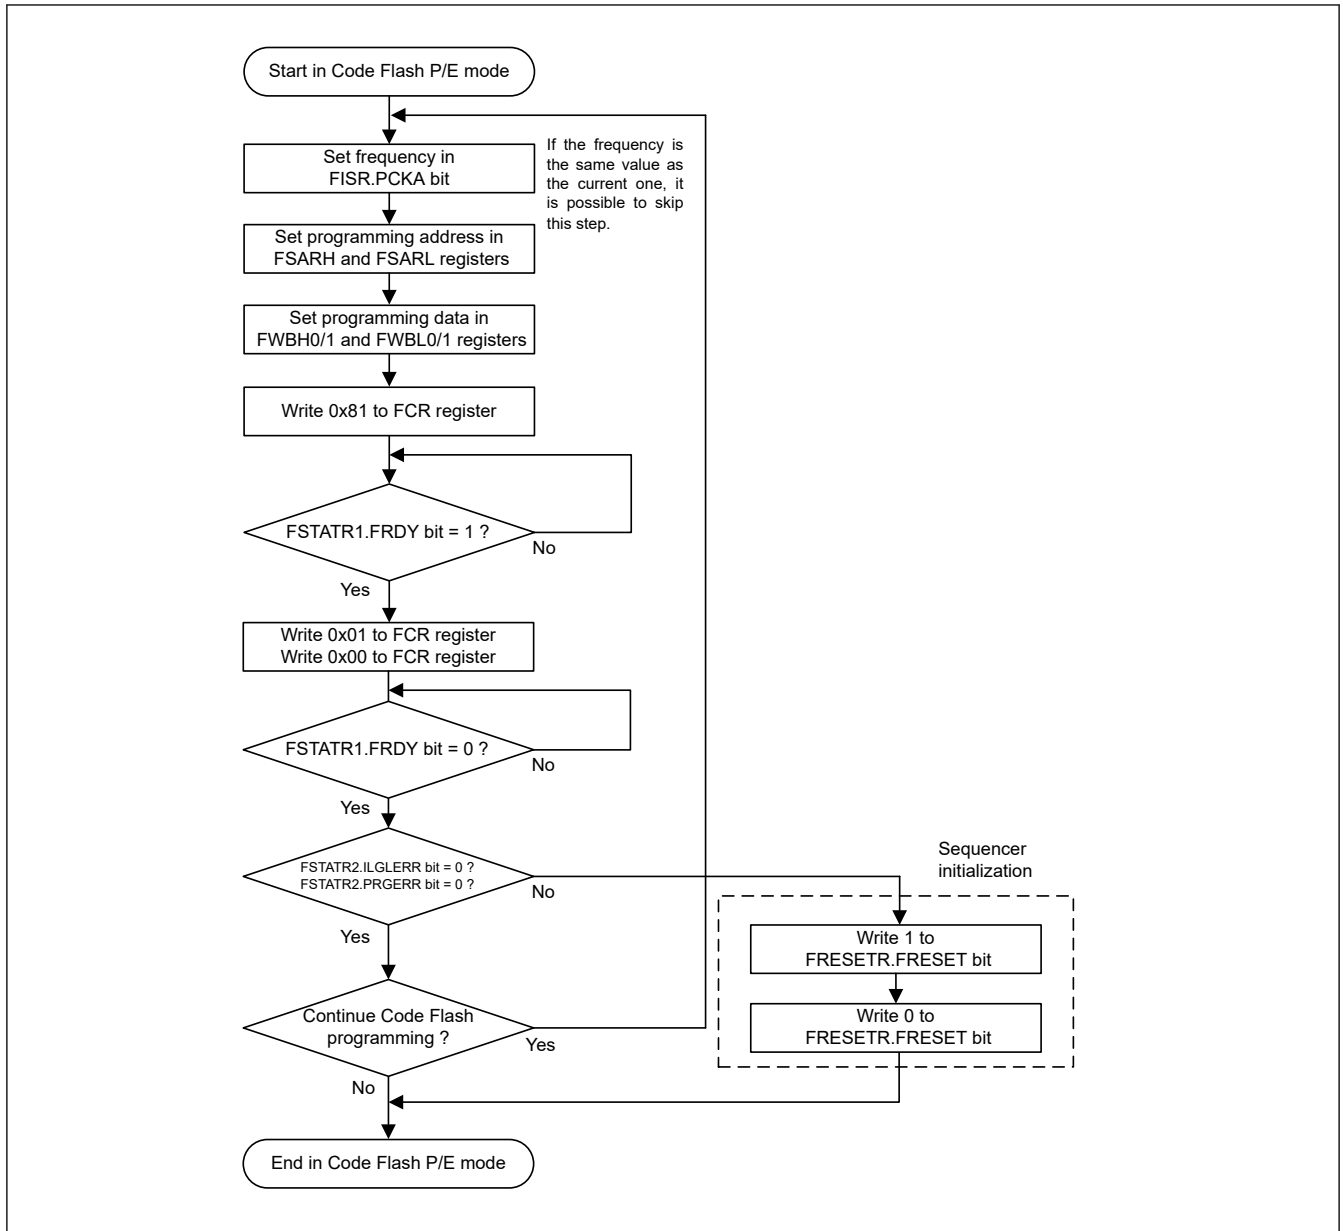 Start in Code Flash P/E mode
If the frequency is
the same value as
the current one, it
is possible to skip
this step.
Set frequency in
FISR.PCKA bit
Set programming address in
FSARH and FSARL registers
Set programming data in
FWBH0/1 and FWBL0/1 registers
Write 0x81 to FCR register
FSTATR1.FRDY bit = 1 ?
No
Yes
Write 0x01 to FCR register
Write 0x00 to FCR register
FSTATR1.FRDY bit = 0 ?
No
Yes
FSTATR2.ILGLERR bit = 0 ?
FSTATR2.PRGERR bit = 0 ?
No
Yes
Sequencer
initialization
Write 1 to
FRESETR.FRESET bit
Write 0 to
FRESETR.FRESET bit
Continue Code Flash
programming ?
Yes
No
End in Code Flash P/E mode